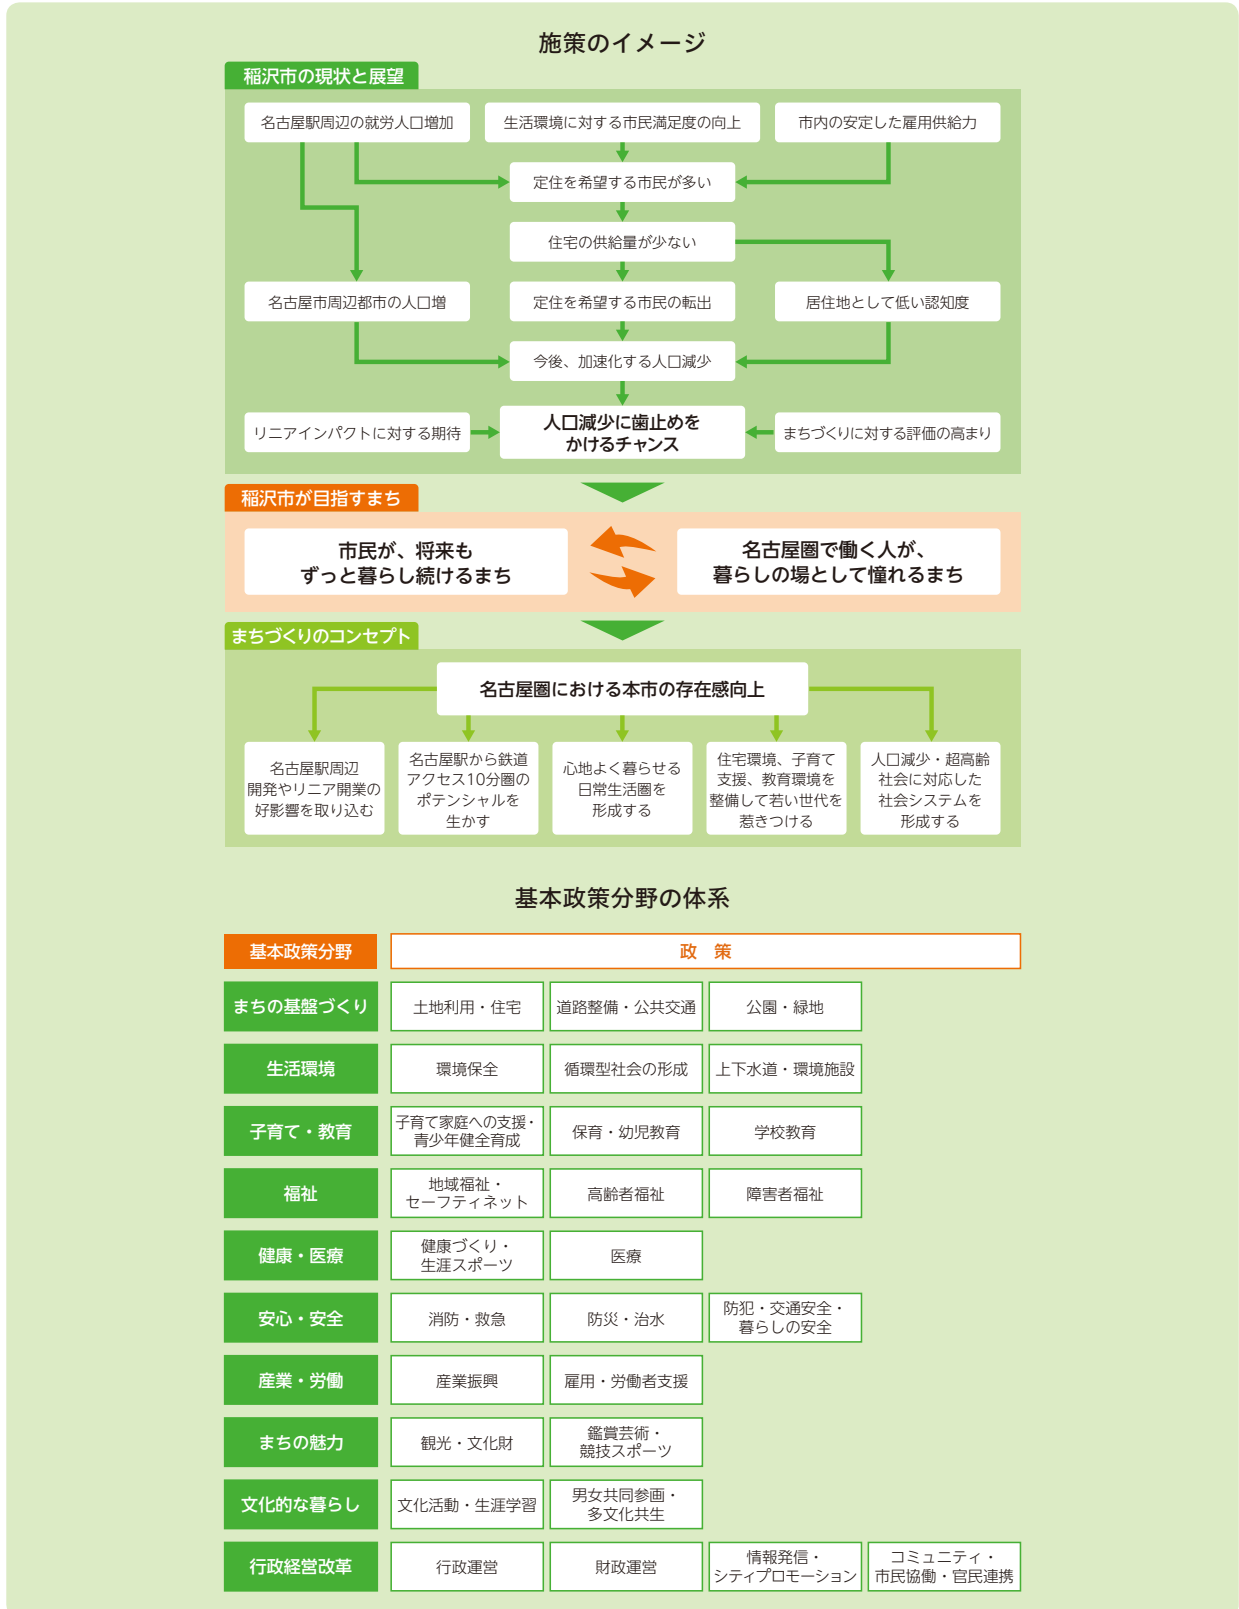 施策のイメージ
稲沢市の現状と展望
名古屋駅周辺の就労人口増加
生活環境に対する市民満足度の向上
市内の安定した雇用供給力
定住を希望する市民が多い
住宅の供給量が少ない
名古屋市周辺都市の人口増
定住を希望する市民の転出
居住地として低い認知度
今後、加速化する人口減少
リニアインパクトに対する期待
人口減少に歯止めを
かけるチャンス
まちづくりに対する評価の高まり
稲沢市が目指すまち
市民が、将来も
ずっと暮らし続けるまち
名古屋圏で働く人が、
暮らしの場として憧れるまち
まちづくりのコンセプト
名古屋圏における本市の存在感向上
名古屋駅周辺
開発やリニア開業の
好影響を取り込む
名古屋駅から鉄道
アクセス10分圏の
ポテンシャルを
生かす
心地よく暮らせる
日常生活圏を
形成する
住宅環境、子育て
支援、教育環境を
整備して若い世代を
惹きつける
人口減少・超高齢
社会に対応した
社会システムを
形成する
基本政策分野の体系
基本政策分野
政　策
まちの基盤づくり
土地利用・住宅
道路整備・公共交通
公園・緑地
生活環境
環境保全
循環型社会の形成
上下水道・環境施設
子育て・教育
子育て家庭への支援・
青少年健全育成
保育・幼児教育
学校教育
福祉
地域福祉・
セーフティネット
高齢者福祉
障害者福祉
健康・医療
健康づくり・
生涯スポーツ
医療
安心・安全
消防・救急
防災・治水
防犯・交通安全・
暮らしの安全
産業・労働
産業振興
雇用・労働者支援
まちの魅力
観光・文化財
鑑賞芸術・
競技スポーツ
文化的な暮らし
文化活動・生涯学習
男女共同参画・
多文化共生
行政経営改革
行政運営
財政運営
情報発信・
シティプロモーション
コミュニティ・
市民協働・官民連携